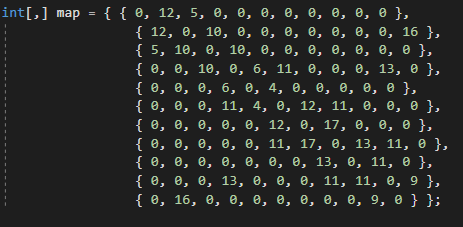 int[,] map = { { 0, 12, 5, 0, 0, 0, 0, 0, 0, 0, 0 },
{ 12, 0, 10, 0, 0, 0, 0, 0, 0, 0, 16 },
{ 5, 10, 0, 10, 0, 0, 0, 0, 0, 0, 0 },
{ 0, 0, 10, 0, 6, 11, 0, 0, 0, 13, 0 },
{ 0, 0, 0, 6, 0, 4, 0, 0, 0, 0, 0 },
{ 0, 0, 0, 11, 4, 0, 12, 11, 0, 0, 0 },
{ 0, 0, 0, 0, 0, 12, 0, 17, 0, 0, 0 },
{ 0, 0, 0, 0, 0, 11, 17, 0, 13, 11, 0 },
{ 0, 0, 0, 0, 0, 0, 0, 13, 0, 11, 0 },
{ 0, 0, 0, 13, 0, 0, 0, 11, 11, 0, 9 },
{ 0, 16, 0, 0, 0, 0, 0, 0, 0, 9, 0 } };